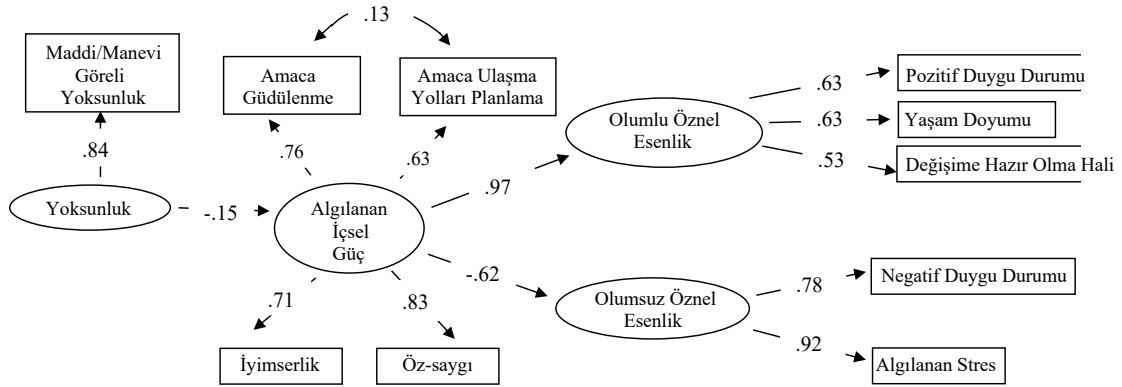 .13
Maddi/Manevi
Göreli
Yoksunluk
Amaca
Güdülenme
Amaca Ulaşma
Yolları Planlama
Pozitif Duygu Durumu
.63
Olumlu Öznel
Esenlik
.63
Yaşam Doyumu
.53
Değişime Hazır Olma Hali
.84
.76
.63
.97
Yoksunluk
-.15
Algılanan
İçsel
Güç
-.62
Olumsuz Öznel
Esenlik
.78
Negatif Duygu Durumu
.71
.83
.92
İyimserlik
Öz-saygı
Algılanan Stres